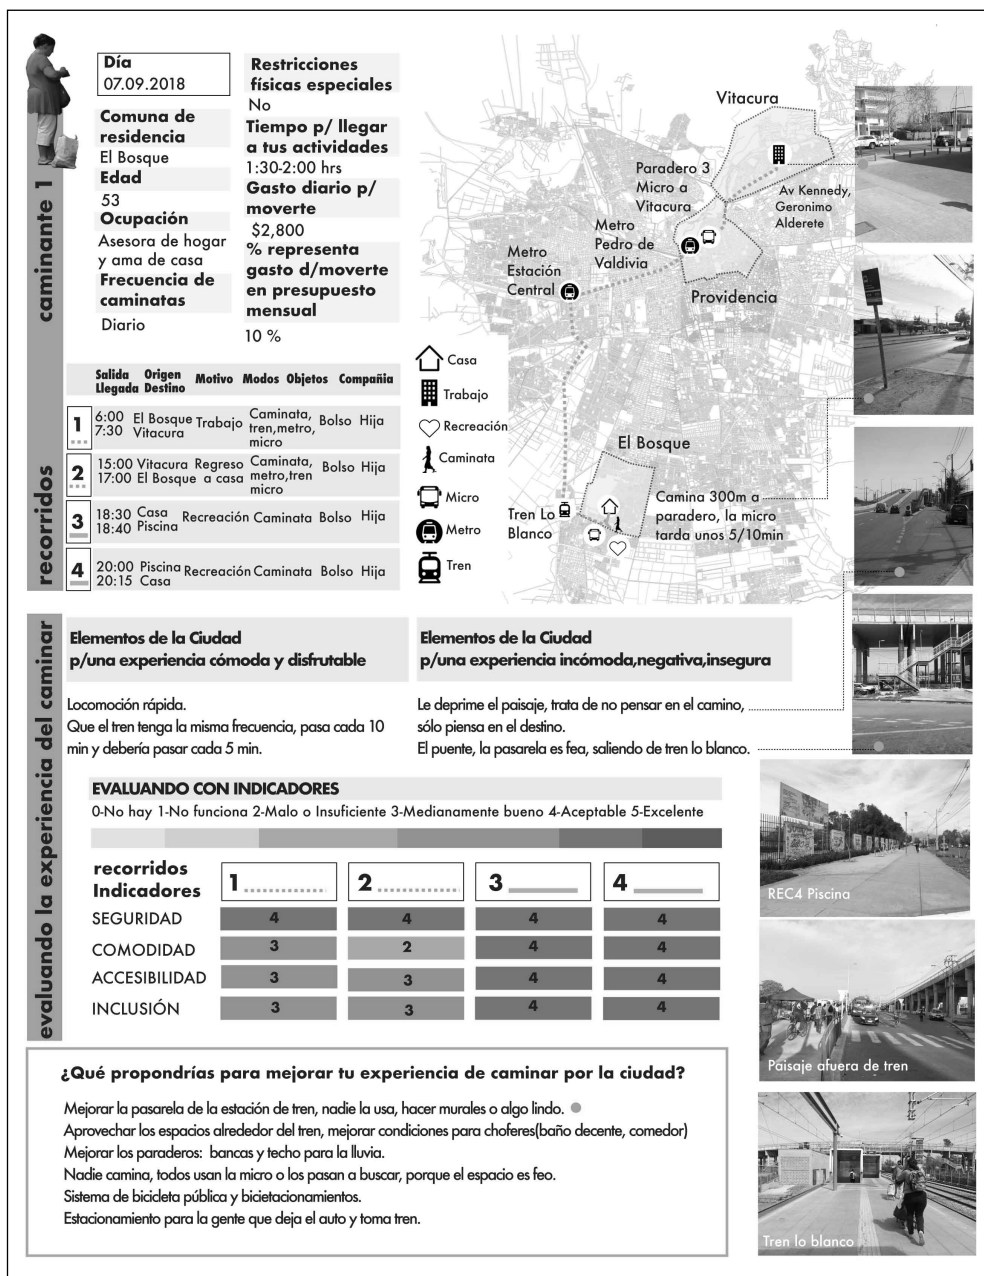 caminante 1
Día
07.09.2018
Comuna de
residencia
El Bosque
Edad
53
Ocupación
Asesora de hogar
y ama de casa
Frecuencia de
caminatas
Diario
Restricciones
físicas especiales
No
Tiempo p/ llegar
a tus actividades
1:30-2:00 hrs
Gasto diario p/
moverte
$2,800
% representa
gasto d/moverte
en presupuesto
mensual
10 %
Vitacura
Paradero 3
Micro a
Vitacura
Av Kennedy,
Geronimo
Alderete
Metro
Pedro de
Valdivia
Metro
Estación
Central
Providencia
El Bosque
Tren Lo
Blanco
Camina 300m a
paradero, la micro
tarda unos 5/10min
Casa
Trabajo
Recreación
Caminata
Micro
Metro
Tren
recorridos
Salida Origen Motivo Modos Objetos Compañia
Llegada Destino
1 6:00 El Bosque Trabajo Caminata, Bolso Hija
7:30 Vitacura tren,metro,
micro
2 15:00 Vitacura Regreso Caminata, Bolso Hija
17:00 El Bosque a casa metro,tren
micro
3 18:30 Casa Recreación Caminata Bolso Hija
18:40 Piscina
4 20:00 Piscina Recreación Caminata Bolso Hija
20:15 Casa
evaluando la experiencia del caminar
Elementos de la Ciudad
p/una experiencia cómoda y disfrutable
Locomoción rápida.
Que el tren tenga la misma frecuencia, pasa cada 10
min y debería pasar cada 5 min.
Elementos de la Ciudad
p/una experiencia incómoda,negativa,insegura
Le deprime el paisaje, trata de no pensar en el camino,
sólo piensa en el destino.
El puente, la pasarela es fea, saliendo de tren lo blanco.
EVALUANDO CON INDICADORES
0-No hay 1-No funciona 2-Malo o Insuficiente 3-Medianamente bueno 4-Aceptable 5-Excelente
recorridos
Indicadores
1 2 3 4
SEGURIDAD 4 4 4 4
COMODIDAD 3 2 4 4
ACCESIBILIDAD 3 3 4 4
INCLUSIÓN 3 3 4 4
REC4 Piscina
Paisaje afuera de tren
Tren lo blanco
¿Qué propondrías para mejorar tu experiencia de caminar por la ciudad?
Mejorar la pasarela de la estación de tren, nadie la usa, hacer murales o algo lindo.
Aprovechar los espacios alrededor del tren, mejorar condiciones para choferes(baño decente, comedor)
Mejorar los paraderos: bancas y techo para la lluvia.
Nadie camina, todos usan la micro o los pasan a buscar, porque el espacio es feo.
Sistema de bicicleta pública y bicietacionamientos.
Estacionamiento para la gente que deja el auto y toma tren.